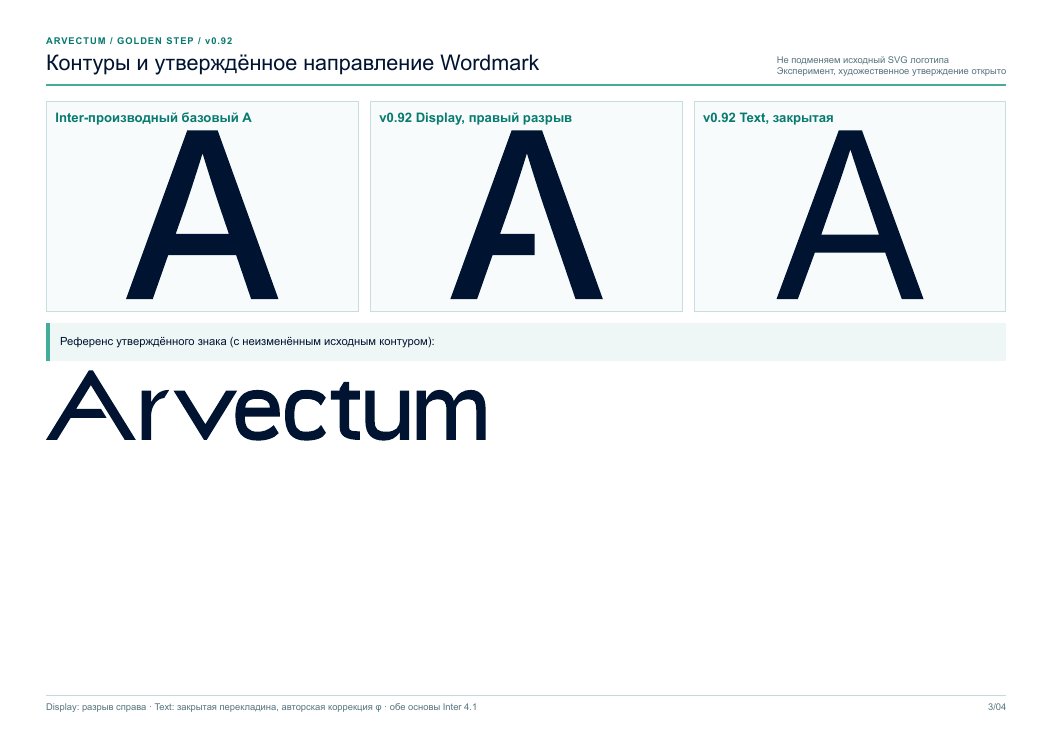 ARVECTUM / GOLDEN STEP / v0.92
Контуры и утверждённое направление Wordmark
Не подменяем исходный SVG логотипа
Эксперимент, художественное утверждение открыто
Inter-производный базовый A
v0.92 Display, правый разрыв
v0.92 Text, закрытая
A
A
A
Референс утверждённого знака (с неизменённым исходным контуром):
Arvectum
Display: разрыв справа · Text: закрытая перекладина, авторская коррекция φ · обе основы Inter 4.1
3/04